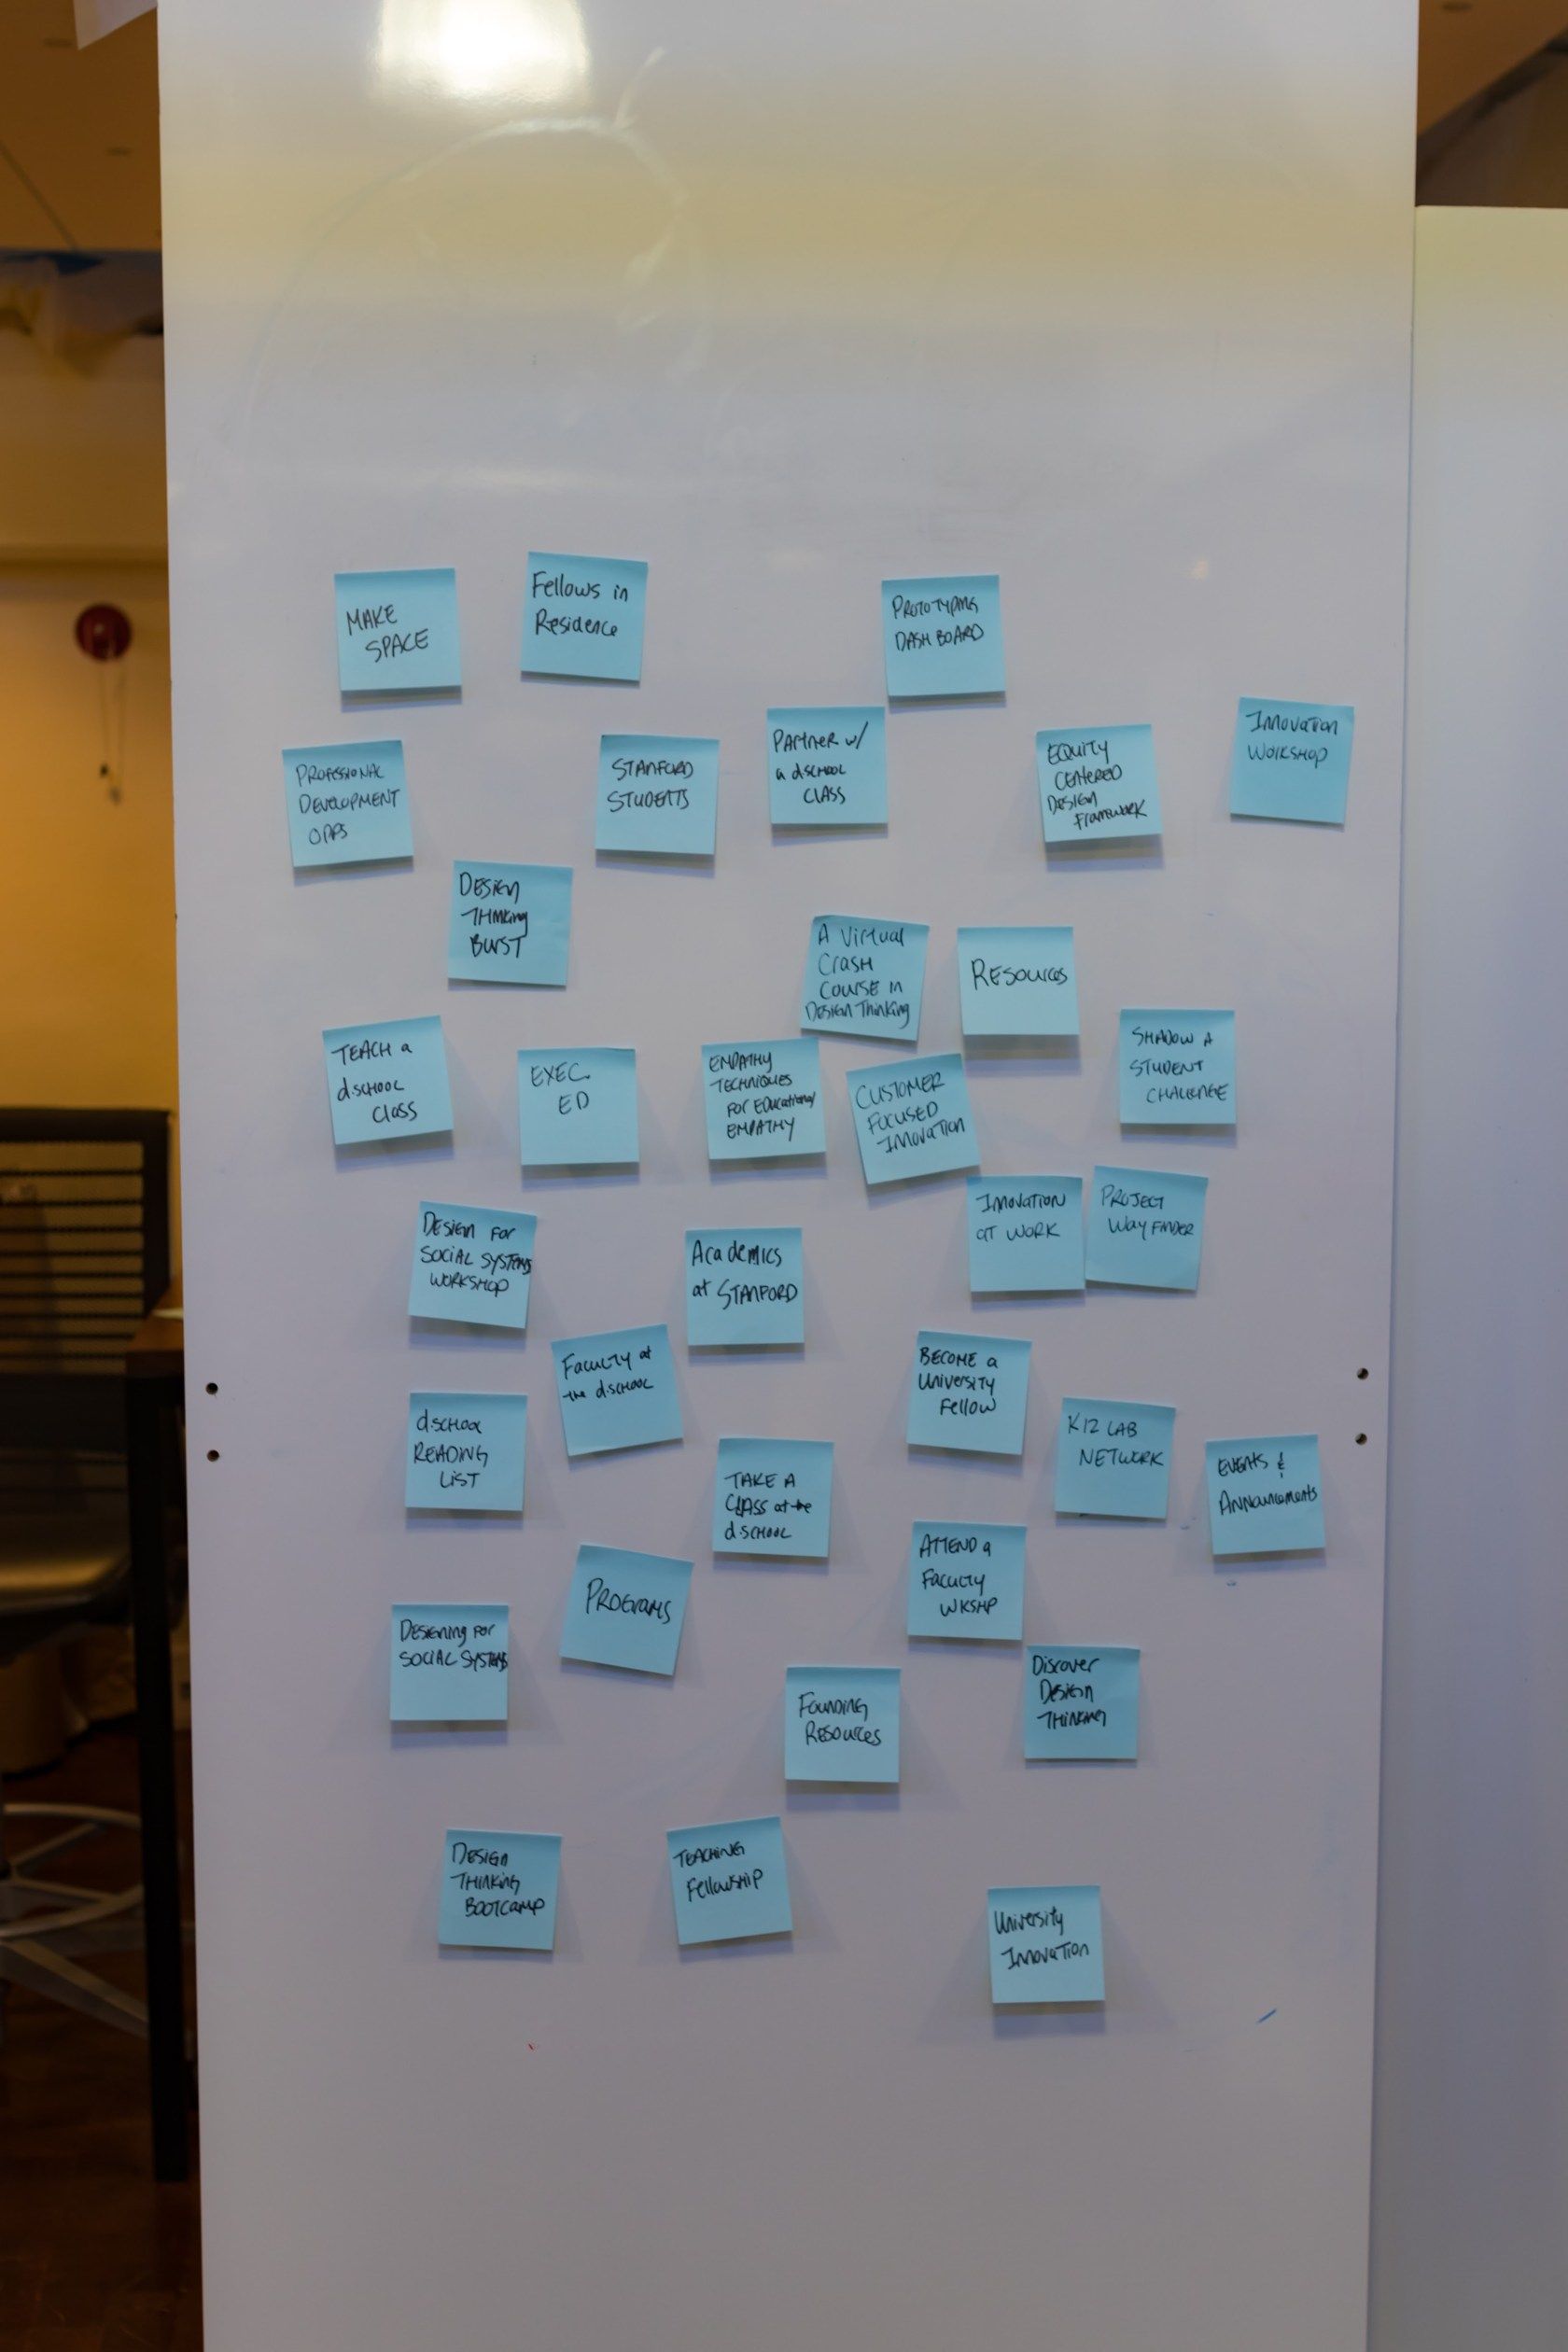 MAKE
SPACE
Fellows in
Residence
PROTOTYPING
DASHBOARD
PROFESSIONAL
DEVELOPMENT
OPPS
STANFORD
STUDENTS
PARTNER w/
a dSCHOOL
CLASS
EQUITY
CENTERED
DESIGN
Framework
Innovation
WORKSHOP
DESIGN
THINKing
BURST
A Virtual
Crash
COURSE IN
DESIGN Thinking
RESOURCES
TEACH a
d.SCHOOL
CLASS
EXEC.
ED
EMPATHY
TECHNIQUES
FOR EDUCATIONAL
EMPATHY
CUSTOMER
FOCUSED
INNOVATION
SHADOW A
STUDENT
CHALLENGE
DESIGN FOR
SOCIAL SYSTEMS
WORKSHOP
Academics
at STANFORD
INNOVATION
AT WORK
PROJECT
WAYFINDER
Faculty at
the d.SCHOOL
BECOME a
University
Fellow
d.SCHOOL
READING
LIST
TAKE A
CLASS at the
d.SCHOOL
K12 LAB
NETWORK
EVENTS &
ANNOUNCEMENTS
PROGRAMS
ATTEND a
FACULTY
WKSHP
DESIGNING FOR
SOCIAL SYSTEMS
FOUNDING
RESOURCES
Discover
DESIGN
THINKING
DESIGN
THINKING
BOOTCAMP
TEACHING
Fellowship
University
INNOVATION